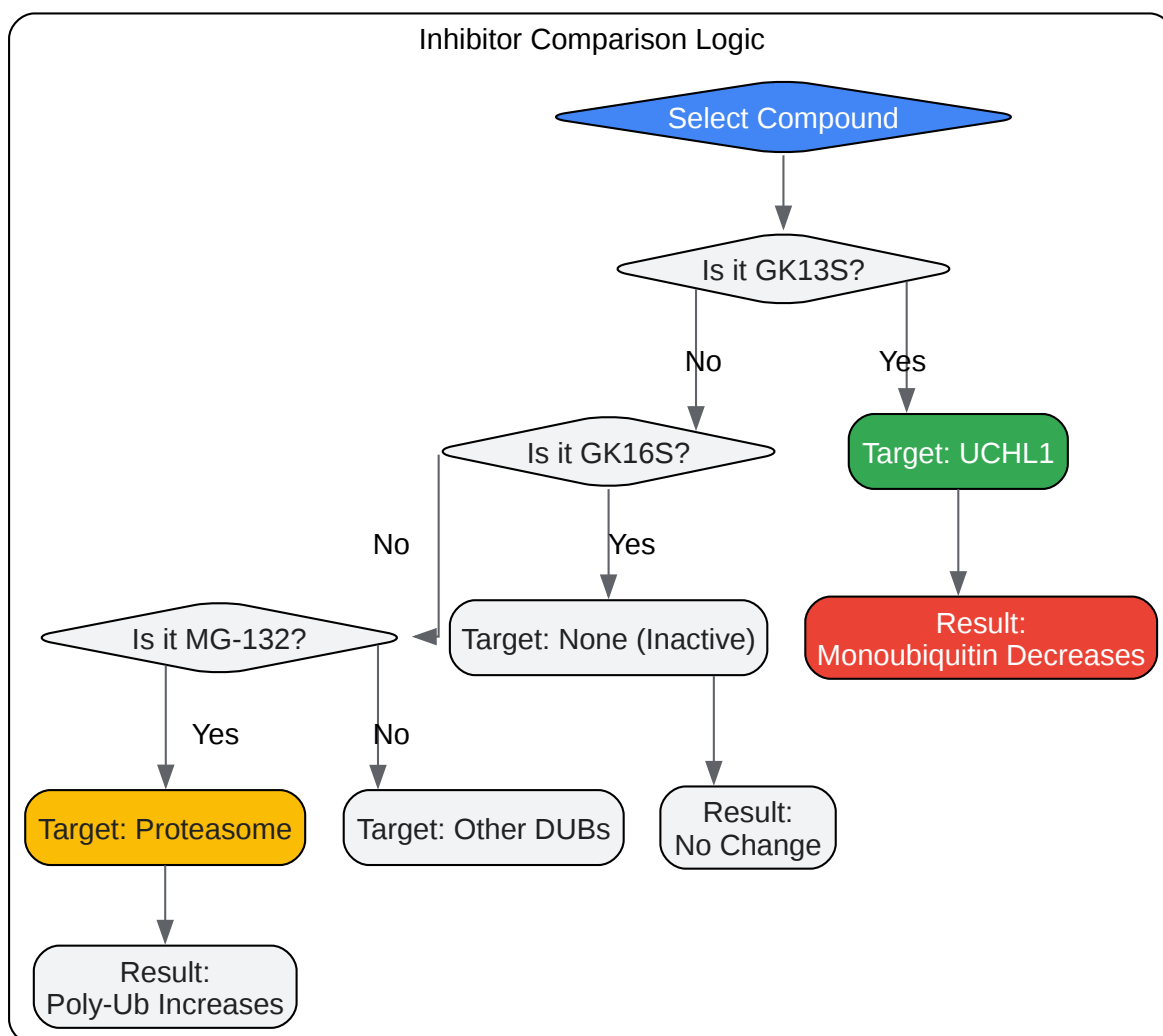 Inhibitor Comparison Logic
Select Compound
Is it GK13S?
No
Yes
Is it GK16S?
Target: UCHL1
No
Yes
Is it MG-132?
Target: None (Inactive)
Result:
Monoubiquitin Decreases
Yes
No
Target: Proteasome
Target: Other DUBs
Result:
No Change
Result:
Poly-Ub Increases